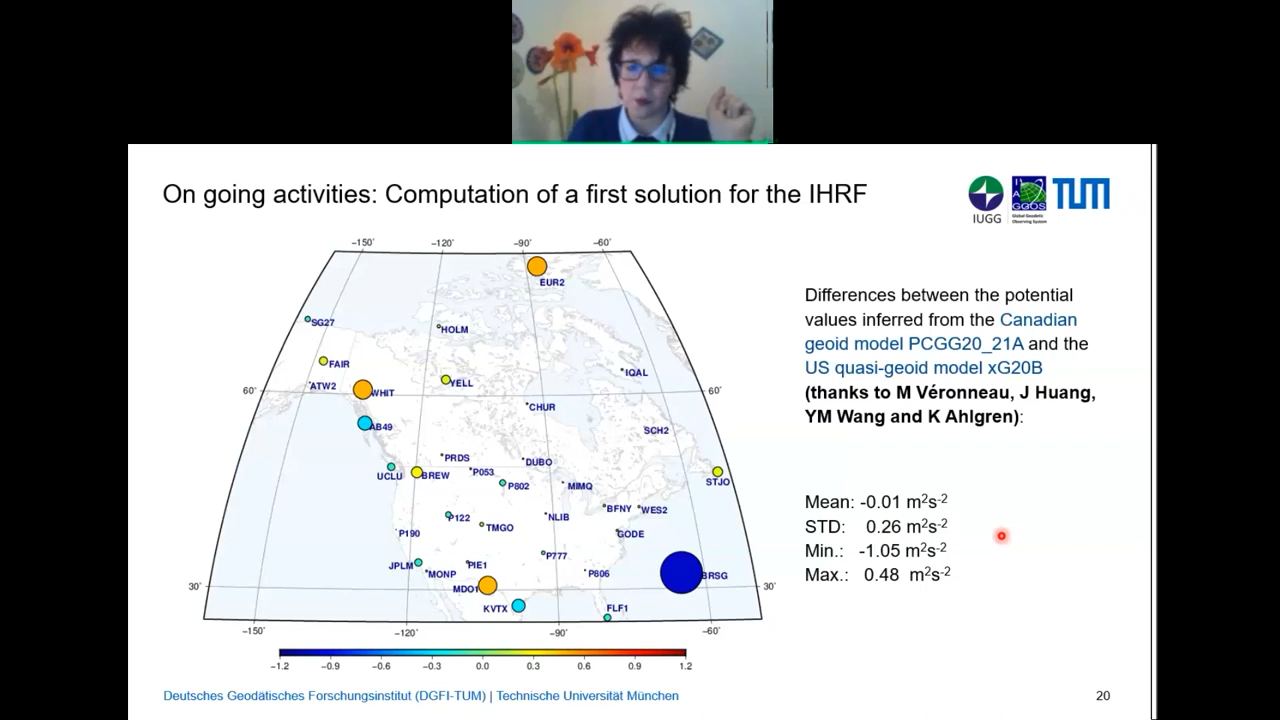 On going activities: Computation of a first solution for the IHRF
IUGG
GGOS
Global Geodetic
Observing System
TUM
−150° −120° −90° −60°
EUR2
SG27
HOLM
FAIR
IQAL
YELL
ATW2
60° WHIT 60°
CHUR
AB49
SCH2
PRDS
DUBO
UCLU BREW P053
STJO
P802
MIMQ
BFNY WES2
P122
NLIB
TMGO
P190
GODE
P777
JPLM PIE1
MONP
P806
BRSG
30° MDO1 30°
KVTX
FLF1
−150° −120° −90° −60°
−1.2 −0.9 −0.6 −0.3 0.0 0.3 0.6 0.9 1.2
Differences between the potential
values inferred from the Canadian
geoid model PCGG20_21A and the
US quasi-geoid model xG20B
(thanks to M Véronneau, J Huang,
YM Wang and K Ahlgren):
Mean: -0.01 m²s⁻²
STD: 0.26 m²s⁻²
Min.: -1.05 m²s⁻²
Max.: 0.48 m²s⁻²
Deutsches Geodätisches Forschungsinstitut (DGFI-TUM) | Technische Universität München
20